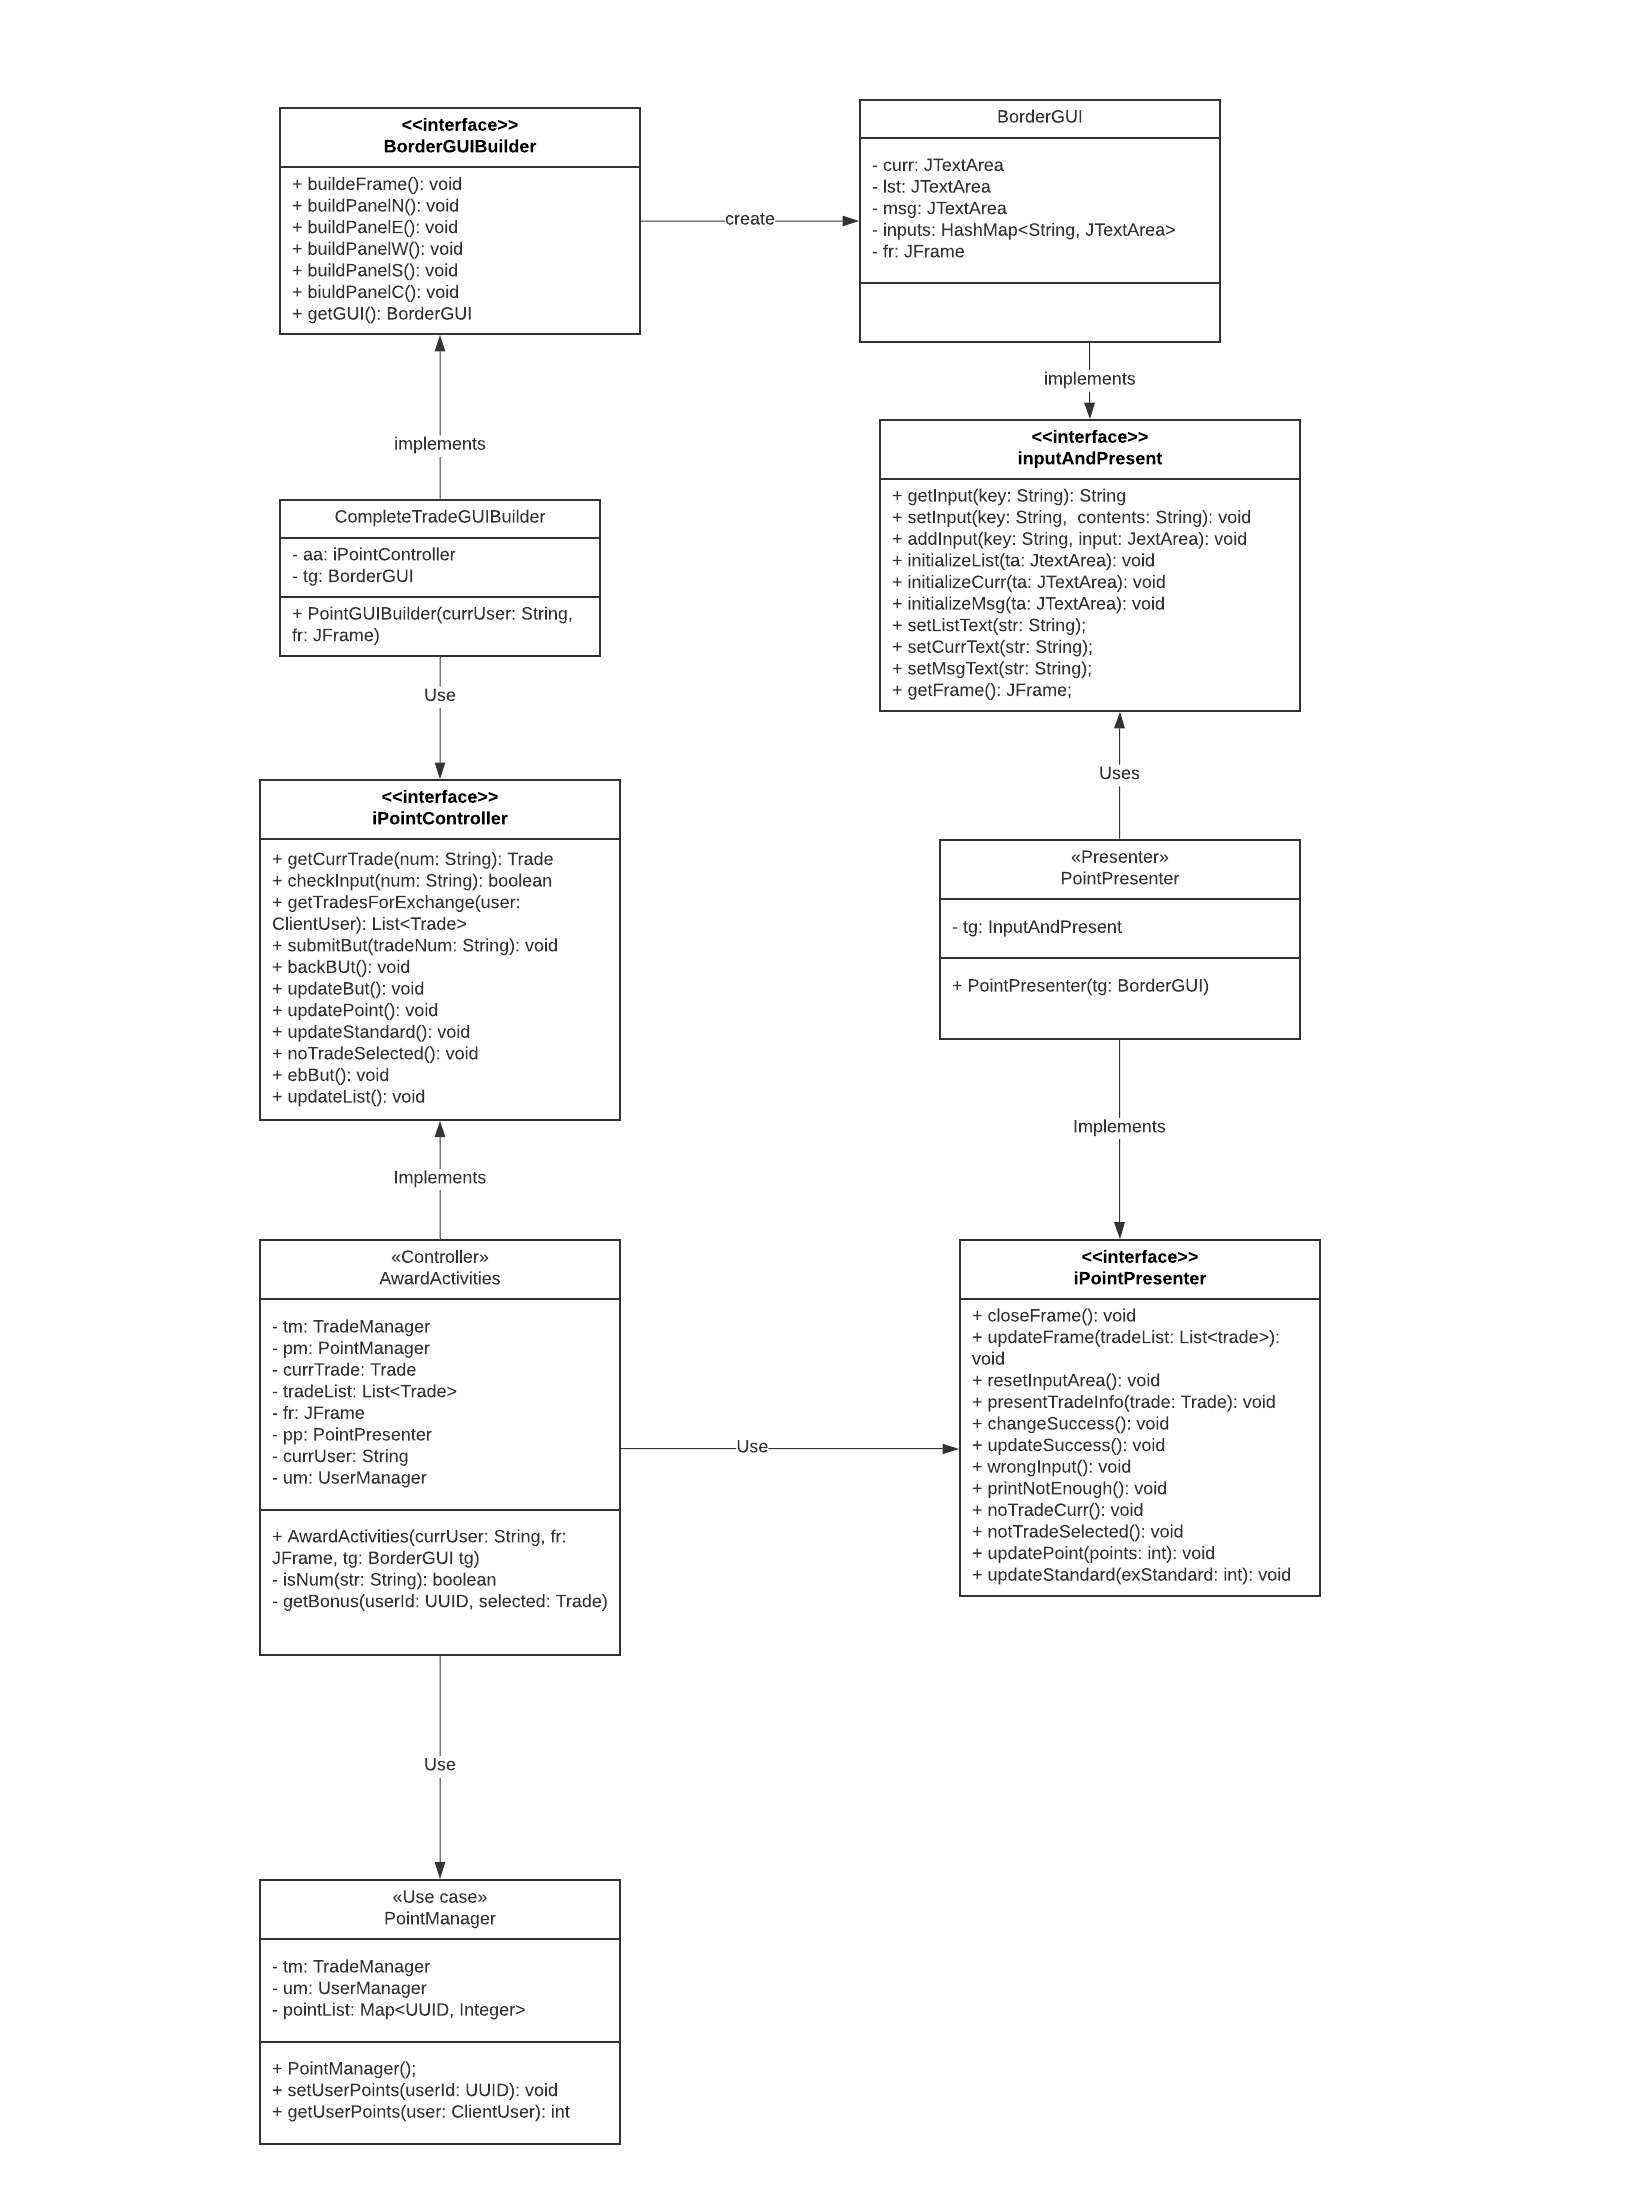 <<interface>>
BorderGUIBuilder
+ buildeFrame(): void
+ buildPanelN(): void
+ buildPanelE(): void
+ buildPanelW(): void
+ buildPanelS(): void
+ biuldPanelC(): void
+ getGUI(): BorderGUI
create
BorderGUI
- curr: JTextArea
- lst: JTextArea
- msg: JTextArea
- inputs: HashMap<String, JTextArea>
- fr: JFrame
implements
implements
<<interface>>
inputAndPresent
+ getInput(key: String): String
+ setInput(key: String,  contents: String): void
+ addInput(key: String, input: JextArea): void
+ initializeList(ta: JtextArea): void
+ initializeCurr(ta: JTextArea): void
+ initializeMsg(ta: JTextArea): void
+ setListText(str: String);
+ setCurrText(str: String);
+ setMsgText(str: String);
+ getFrame(): JFrame;
CompleteTradeGUIBuilder
- aa: iPointController
- tg: BorderGUI
+ PointGUIBuilder(currUser: String,
fr: JFrame)
Use
Uses
<<interface>>
iPointController
+ getCurrTrade(num: String): Trade
+ checkInput(num: String): boolean
+ getTradesForExchange(user:
ClientUser): List<Trade>
+ submitBut(tradeNum: String): void
+ backBUt(): void
+ updateBut(): void
+ updatePoint(): void
+ updateStandard(): void
+ noTradeSelected(): void
+ ebBut(): void
+ updateList(): void
«Presenter»
PointPresenter
- tg: InputAndPresent
+ PointPresenter(tg: BorderGUI)
Implements
Implements
«Controller»
AwardActivities
- tm: TradeManager
- pm: PointManager
- currTrade: Trade
- tradeList: List<Trade>
- fr: JFrame
- pp: PointPresenter
- currUser: String
- um: UserManager
+ AwardActivities(currUser: String, fr:
JFrame, tg: BorderGUI tg)
- isNum(str: String): boolean
- getBonus(userId: UUID, selected: Trade)
Use
<<interface>>
iPointPresenter
+ closeFrame(): void
+ updateFrame(tradeList: List<trade>):
void
+ resetInputArea(): void
+ presentTradeInfo(trade: Trade): void
+ changeSuccess(): void
+ updateSuccess(): void
+ wrongInput(): void
+ printNotEnough(): void
+ noTradeCurr(): void
+ notTradeSelected(): void
+ updatePoint(points: int): void
+ updateStandard(exStandard: int): void
Use
«Use case»
PointManager
- tm: TradeManager
- um: UserManager
- pointList: Map<UUID, Integer>
+ PointManager();
+ setUserPoints(userId: UUID): void
+ getUserPoints(user: ClientUser): int